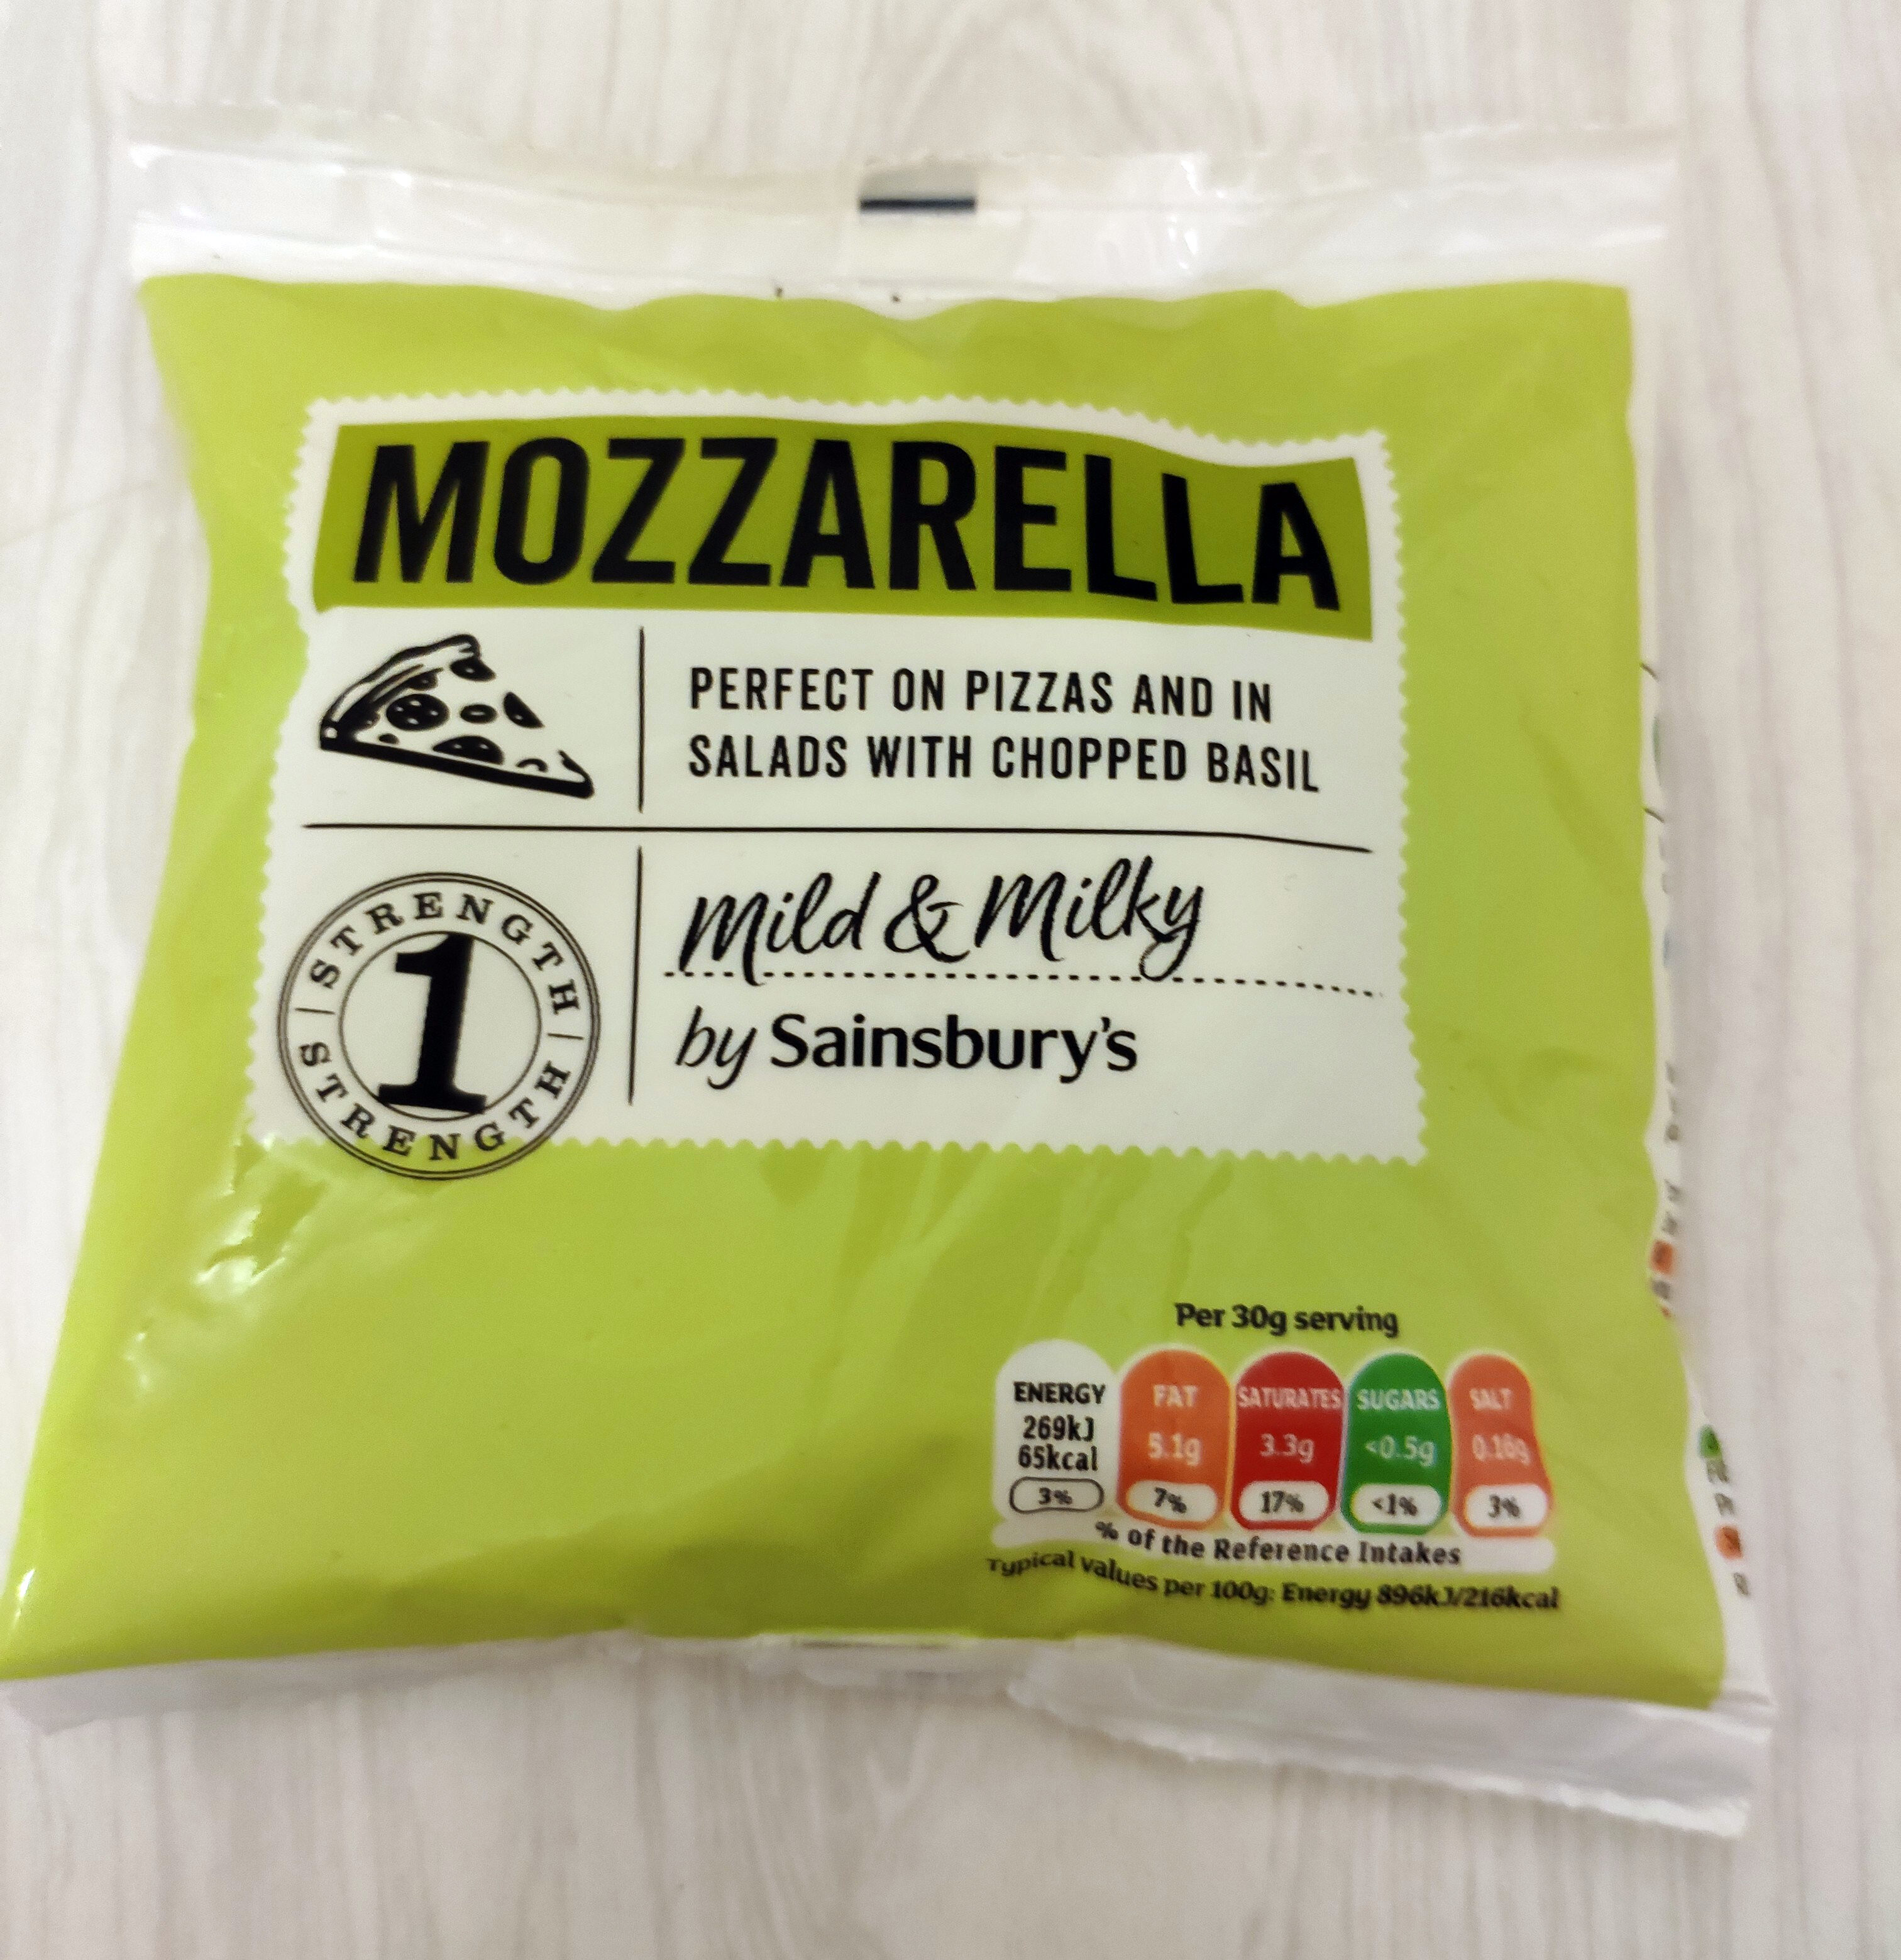 MOZZARELLA
PERFECT ON PIZZAS AND IN
SALADS WITH CHOPPED BASIL
STRENGTH
1
STRENGTH
Mild & Milky
by Sainsbury's
Per 30g serving
ENERGY
269kJ
65kcal
3%
FAT
5.1g
7%
SATURATES
3.3g
17%
SUGARS
<0.5g
<1%
SALT
3%
% of the Reference Intakes
Typical values per 100g: Energy 896kJ/216kcal